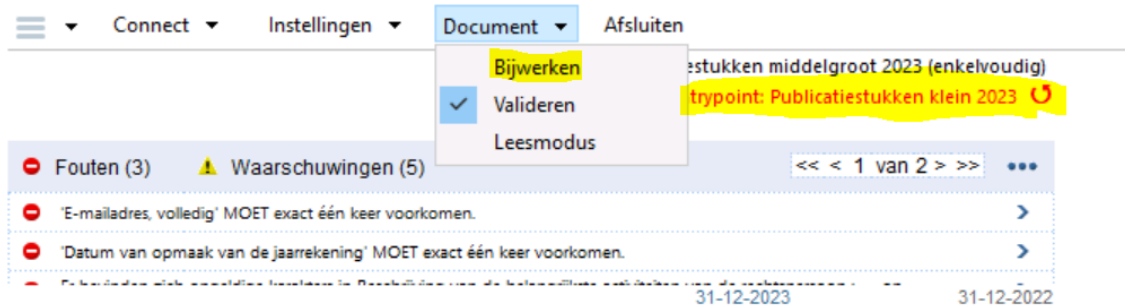 Connect Instellingen Document Afsluiten
Bijwerken
estukken middelgroot 2023 (enkelvoudig)
Valideren
trypoint: Publicatiestukken klein 2023
Leesmodus
Fouten (3) Waarschuwingen (5) << < 1 van 2 > >> •••
'E-mailadres, volledig' MOET exact één keer voorkomen. >
'Datum van opmaak van de jaarrekening' MOET exact één keer voorkomen. >
31-12-2023 31-12-2022